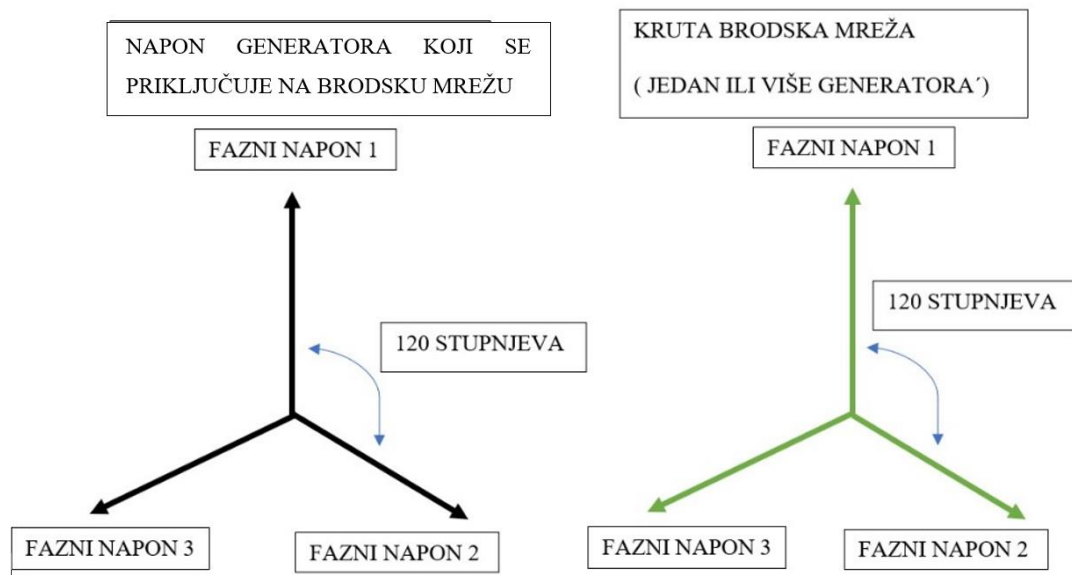 NAPON GENERATORA KOJI SE
PRIKLJUČUJE NA BRODSKU MREŽU
FAZNI NAPON 1
120 STUPNJEVA
FAZNI NAPON 3
FAZNI NAPON 2
KRUTA BRODSKA MREŽA
( JEDAN ILI VIŠE GENERATORA´)
FAZNI NAPON 1
120 STUPNJEVA
FAZNI NAPON 3
FAZNI NAPON 2